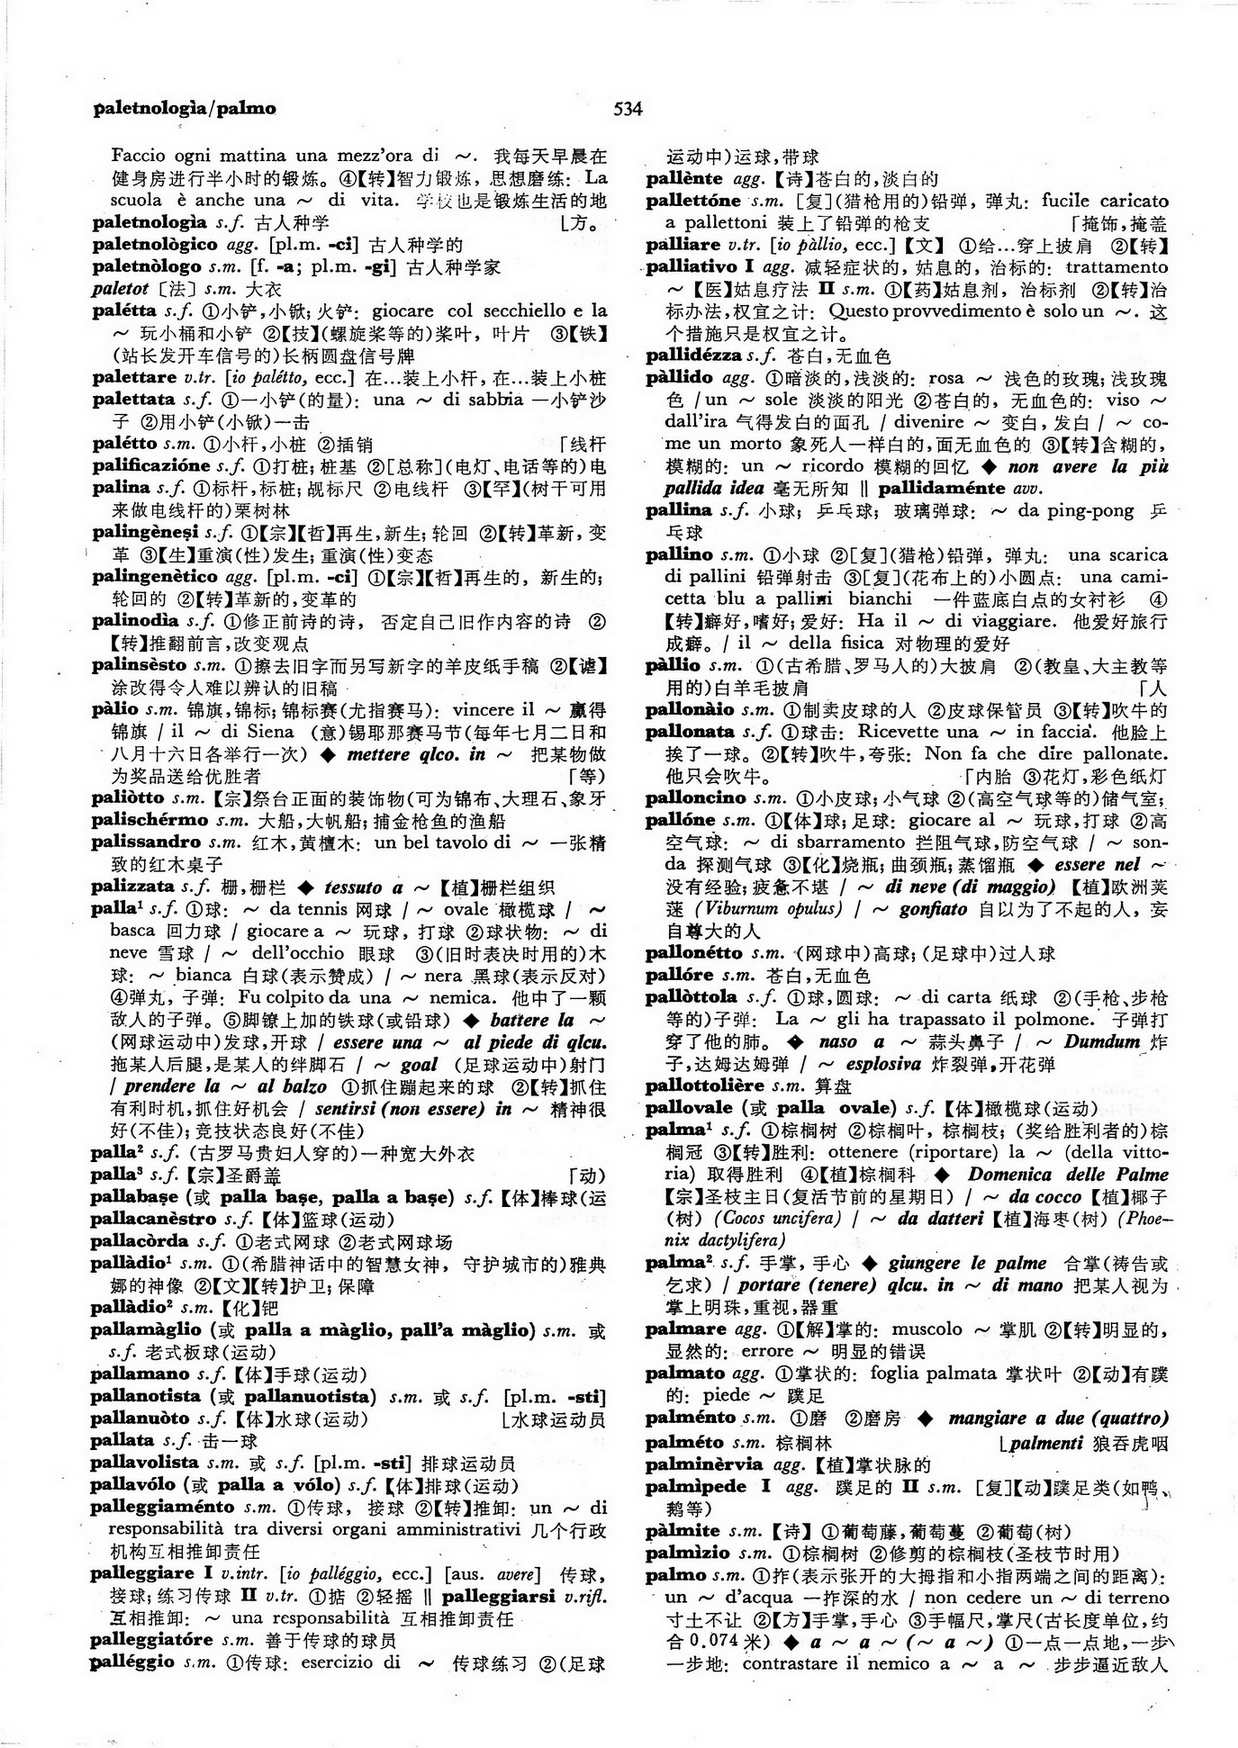 paletnologìa/palmo
534
Faccio ogni mattina una mezz'ora di ～. 我每天早晨在
健身房进行半小时的锻炼。④【转】智力锻炼，思想磨练: La
scuola è anche una ～ di vita. 学校也是锻炼生活的地
paletnologìa s.f. 古人种学 ⌊方。
paletnològico agg. [pl.m. -ci] 古人种学的
paletnòlogo s.m. [f. -a; pl.m. -gi] 古人种学家
paletot〔法〕s.m. 大衣
palétta s.f. ①小铲,小锹; 火铲: giocare col secchiello e la
～ 玩小桶和小铲 ②【技】(螺旋桨等的)桨叶，叶片 ③【铁】
(站长发开车信号的)长柄圆盘信号牌
palettare v.tr. [io palétto, ecc.] 在…装上小杆，在…装上小桩
palettata s.f. ①一小铲(的量): una ～ di sabbia 一小铲沙
子 ②用小铲(小锹)一击
palétto s.m. ①小杆,小桩 ②插销 ⌈线杆
palificazióne s.f. ①打桩; 桩基 ②[总称](电灯、电话等的)电
palina s.f. ①标杆,标桩; 觇标尺 ②电线杆 ③【罕】(树干可用
来做电线杆的)栗树林
palingèneşi s.f. ①【宗】【哲】再生,新生; 轮回 ②【转】革新,变
革 ③【生】重演(性)发生; 重演(性)变态
palingenètico agg. [pl.m. -ci] ①【宗】【哲】再生的，新生的;
轮回的 ②【转】革新的,变革的
palinodìa s.f. ①修正前诗的诗，否定自己旧作内容的诗 ②
【转】推翻前言,改变观点
palinsèsto s.m. ①擦去旧字而另写新字的羊皮纸手稿 ②【谑】
涂改得令人难以辨认的旧稿
pàlio s.m. 锦旗,锦标; 锦标赛(尤指赛马): vincere il ～ 赢得
锦旗 / il ～ di Siena (意)锡耶那赛马节(每年七月二日和
八月十六日各举行一次) ◆ mettere qlco. in ～ 把某物做
为奖品送给优胜者 ⌈等)
paliòtto s.m.【宗】祭台正面的装饰物(可为锦布、大理石、象牙
palischérmo s.m. 大船,大帆船; 捕金枪鱼的渔船
palissandro s.m. 红木,黄檀木: un bel tavolo di ～ 一张精
致的红木桌子
palizzata s.f. 栅,栅栏 ◆ tessuto a ～【植】栅栏组织
palla¹ s.f. ①球: ～ da tennis 网球 / ～ ovale 橄榄球 / ～
basca 回力球 / giocare a ～ 玩球，打球 ②球状物: ～ di
neve 雪球 / ～ dell'occhio 眼球 ③(旧时表决时用的)木
球: ～ bianca 白球(表示赞成) / ～ nera 黑球(表示反对)
④弹丸，子弹: Fu colpito da una ～ nemica. 他中了一颗
敌人的子弹。⑤脚镣上加的铁球(或铅球) ◆ battere la ～
(网球运动中)发球,开球 / essere una ～ al piede di qlcu.
拖某人后腿,是某人的绊脚石 / ～ goal (足球运动中)射门
/ prendere la ～ al balzo ①抓住蹦起来的球 ②【转】抓住
有利时机,抓住好机会 / sentirsi (non essere) in ～ 精神很
好(不佳); 竞技状态良好(不佳)
palla² s.f. (古罗马贵妇人穿的)一种宽大外衣
palla³ s.f.【宗】圣爵盖 ⌈动)
pallabaşe (或 palla başe, palla a başe) s.f.【体】棒球(运
pallacanèstro s.f.【体】篮球(运动)
pallacòrda s.f. ①老式网球 ②老式网球场
pallàdio¹ s.m. ①(希腊神话中的智慧女神，守护城市的)雅典
娜的神像 ②【文】【转】护卫; 保障
pallàdio² s.m.【化】钯
pallamàglio (或 palla a màglio, pall'a màglio) s.m. 或
s.f. 老式板球(运动)
pallamano s.f.【体】手球(运动)
pallanotista (或 pallanuotista) s.m. 或 s.f. [pl.m. -sti]
pallanuòto s.f.【体】水球(运动) ⌊水球运动员
pallata s.f. 击一球
pallavolista s.m. 或 s.f. [pl.m. -sti] 排球运动员
pallavólo (或 palla a vólo) s.f.【体】排球(运动)
palleggiaménto s.m. ①传球，接球 ②【转】推卸: un ～ di
responsabilità tra diversi organi amministrativi 几个行政
机构互相推卸责任
palleggiare I v.intr. [io palléggio, ecc.] [aus. avere] 传球，
接球; 练习传球 II v.tr. ①掂 ②轻摇 ‖ palleggiarsi v.rifl.
互相推卸: ～ una responsabilità 互相推卸责任
palleggiatóre s.m. 善于传球的球员
palléggio s.m. ①传球: esercizio di ～ 传球练习 ②(足球
运动中)运球,带球
pallènte agg.【诗】苍白的,淡白的
pallettóne s.m. [复](猎枪用的)铅弹，弹丸: fucile caricato
a pallettoni 装上了铅弹的枪支 ⌈掩饰,掩盖
palliare v.tr. [io pàllio, ecc.]【文】①给…穿上披肩 ②【转】
palliativo I agg. 减轻症状的，姑息的，治标的: trattamento
～【医】姑息疗法 II s.m. ①【药】姑息剂，治标剂 ②【转】治
标办法,权宜之计: Questo provvedimento è solo un ～. 这
个措施只是权宜之计。
pallidézza s.f. 苍白,无血色
pàllido agg. ①暗淡的,浅淡的: rosa ～ 浅色的玫瑰; 浅玫瑰
色 / un ～ sole 淡淡的阳光 ②苍白的，无血色的: viso ～
dall'ira 气得发白的面孔 / divenire ～ 变白,发白 / ～ co-
me un morto 象死人一样白的,面无血色的 ③【转】含糊的,
模糊的: un ～ ricordo 模糊的回忆 ◆ non avere la più
pallida idea 毫无所知 ‖ pallidaménte avv.
pallina s.f. 小球; 乒乓球; 玻璃弹球: ～ da ping-pong 乒
乓球
pallino s.m. ①小球 ②[复](猎枪)铅弹，弹丸: una scarica
di pallini 铅弹射击 ③[复](花布上的)小圆点: una cami-
cetta blu a pallini bianchi 一件蓝底白点的女衬衫 ④
【转】癖好,嗜好; 爱好: Ha il ～ di viaggiare. 他爱好旅行
成癖。/ il ～ della fisica 对物理的爱好
pàllio s.m. ①(古希腊、罗马人的)大披肩 ②(教皇、大主教等
用的)白羊毛披肩 ⌈人
pallonàio s.m. ①制卖皮球的人 ②皮球保管员 ③【转】吹牛的
pallonata s.f. ①球击: Ricevette una ～ in faccia. 他脸上
挨了一球。②【转】吹牛,夸张: Non fa che dire pallonate.
他只会吹牛。 ⌈内胎 ③花灯,彩色纸灯
palloncino s.m. ①小皮球; 小气球 ②(高空气球等的)储气室;
pallóne s.m. ①【体】球; 足球: giocare al ～ 玩球,打球 ②高
空气球: ～ di sbarramento 拦阻气球,防空气球 / ～ son-
da 探测气球 ③【化】烧瓶; 曲颈瓶; 蒸馏瓶 ◆ essere nel ～
没有经验; 疲惫不堪 / ～ di neve (di maggio) 【植】欧洲荚
蒾 (Viburnum opulus) / ～ gonfiato 自以为了不起的人，妄
自尊大的人
pallonétto s.m. (网球中)高球; (足球中)过人球
pallóre s.m. 苍白,无血色
pallòttola s.f. ①球,圆球: ～ di carta 纸球 ②(手枪、步枪
等的)子弹: La ～ gli ha trapassato il polmone. 子弹打
穿了他的肺。◆ naso a ～ 蒜头鼻子 / ～ Dumdum 炸
子,达姆达姆弹 / ～ esplosiva 炸裂弹,开花弹
pallottolière s.m. 算盘
pallovale (或 palla ovale) s.f.【体】橄榄球(运动)
palma¹ s.f. ①棕榈树 ②棕榈叶，棕榈枝; (奖给胜利者的)棕
榈冠 ③【转】胜利: ottenere (riportare) la ～ (della vitto-
ria) 取得胜利 ④【植】棕榈科 ◆ Domenica delle Palme
【宗】圣枝主日(复活节前的星期日) / ～ da cocco【植】椰子
(树) (Cocos uncifera) / ～ da datteri【植】海枣(树) (Phoe-
nix dactylifera)
palma² s.f. 手掌，手心 ◆ giungere le palme 合掌(祷告或
乞求) / portare (tenere) qlcu. in ～ di mano 把某人视为
掌上明珠,重视,器重
palmare agg. ①【解】掌的: muscolo ～ 掌肌 ②【转】明显的,
显然的: errore ～ 明显的错误
palmato agg. ①掌状的: foglia palmata 掌状叶 ②【动】有蹼
的: piede ～ 蹼足
palménto s.m. ①磨 ②磨房 ◆ mangiare a due (quattro)
palméto s.m. 棕榈林 ⌊palmenti 狼吞虎咽
palminèrvia agg.【植】掌状脉的
palmìpede I agg. 蹼足的 II s.m. [复]【动】蹼足类(如鸭、
鹅等)
pàlmite s.m.【诗】①葡萄藤,葡萄蔓 ②葡萄(树)
palmìzio s.m. ①棕榈树 ②修剪的棕榈枝(圣枝节时用)
palmo s.m. ①拃(表示张开的大拇指和小指两端之间的距离):
un ～ d'acqua 一拃深的水 / non cedere un ～ di terreno
寸土不让 ②【方】手掌,手心 ③手幅尺,掌尺(古长度单位,约
合0.074米) ◆ a ～ a ～ (～ a ～) ①一点一点地,一步
一步地: contrastare il nemico a ～ a ～ 步步逼近敌人